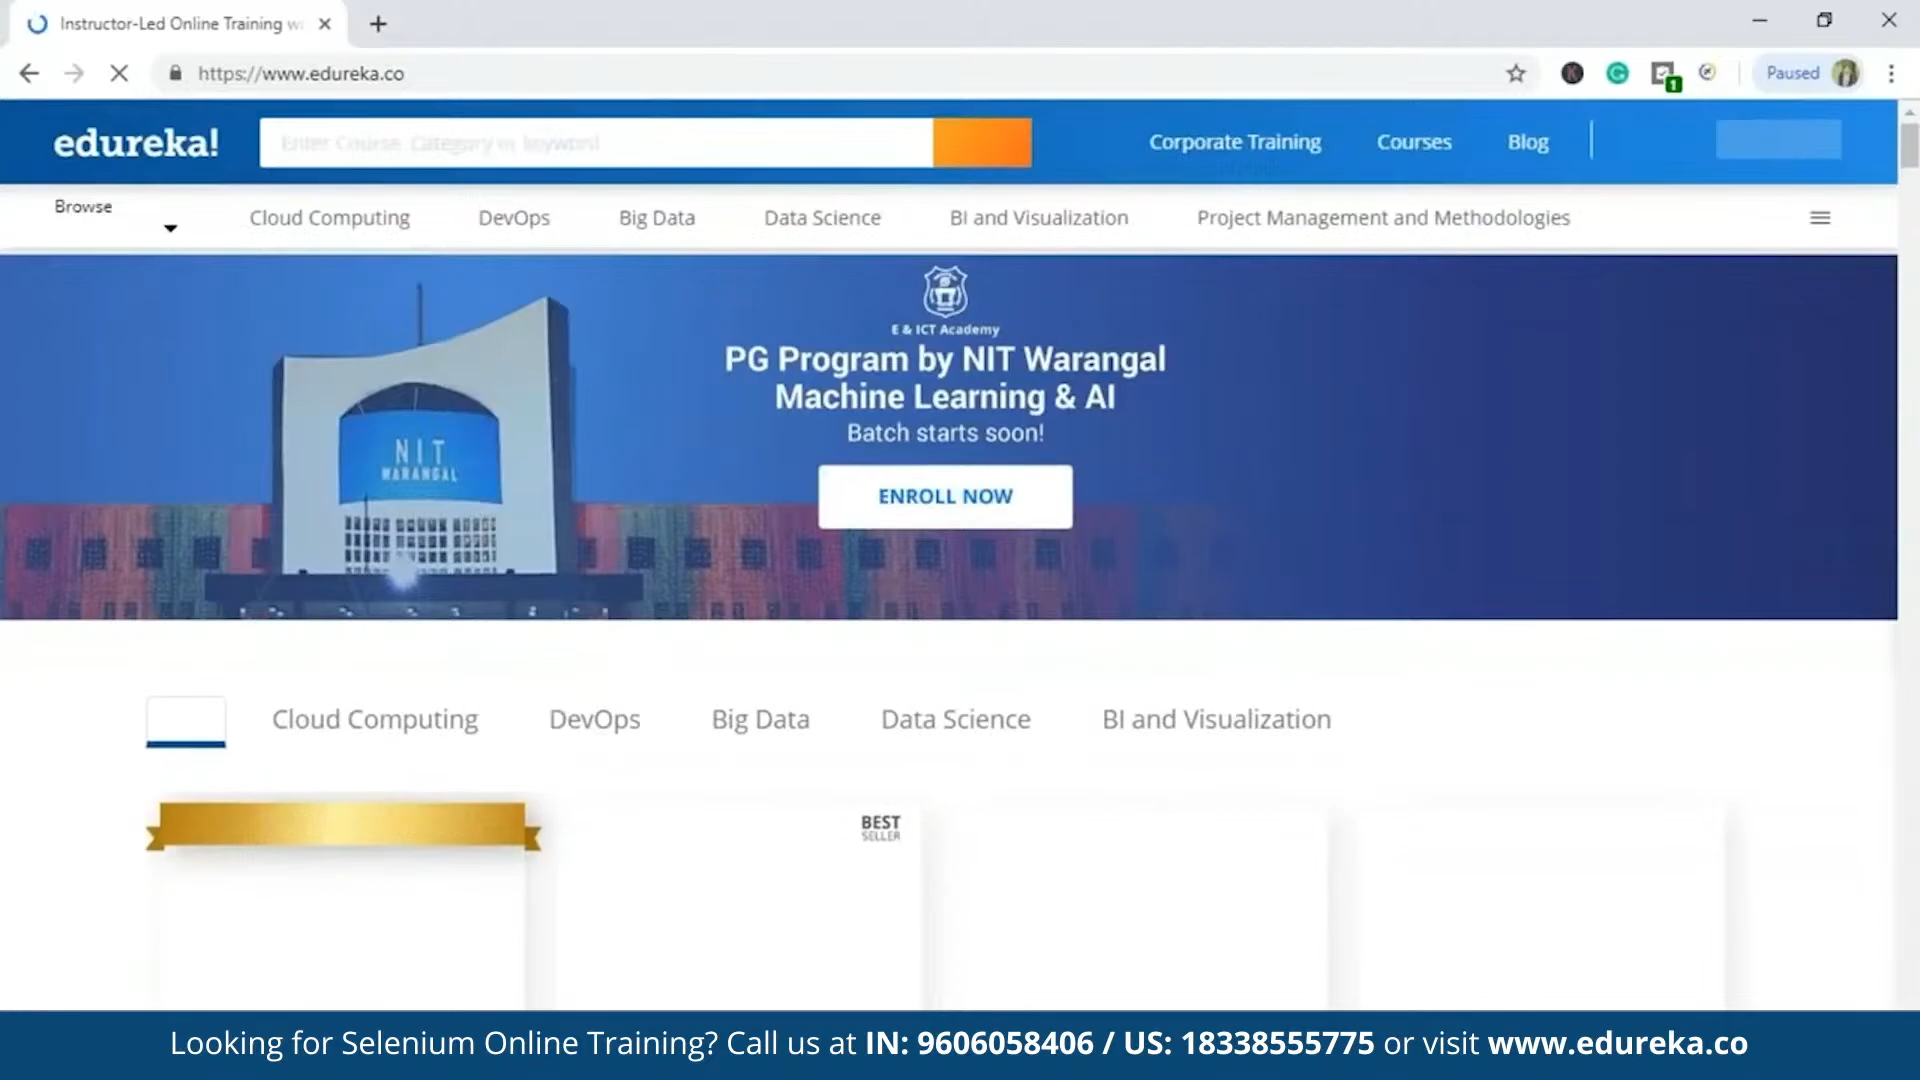 Instructor-Led Online Training w
https://www.edureka.co
1
Paused
edureka!
Enter Course, Category or keyword
Corporate Training
Courses
Blog
Browse
Cloud Computing
DevOps
Big Data
Data Science
BI and Visualization
Project Management and Methodologies
E & ICT Academy
PG Program by NIT Warangal
Machine Learning & AI
Batch starts soon!
ENROLL NOW
NIT
WARANGAL
Cloud Computing
DevOps
Big Data
Data Science
BI and Visualization
BEST
SELLER
Looking for Selenium Online Training? Call us at IN: 9606058406 / US: 18338555775 or visit www.edureka.co